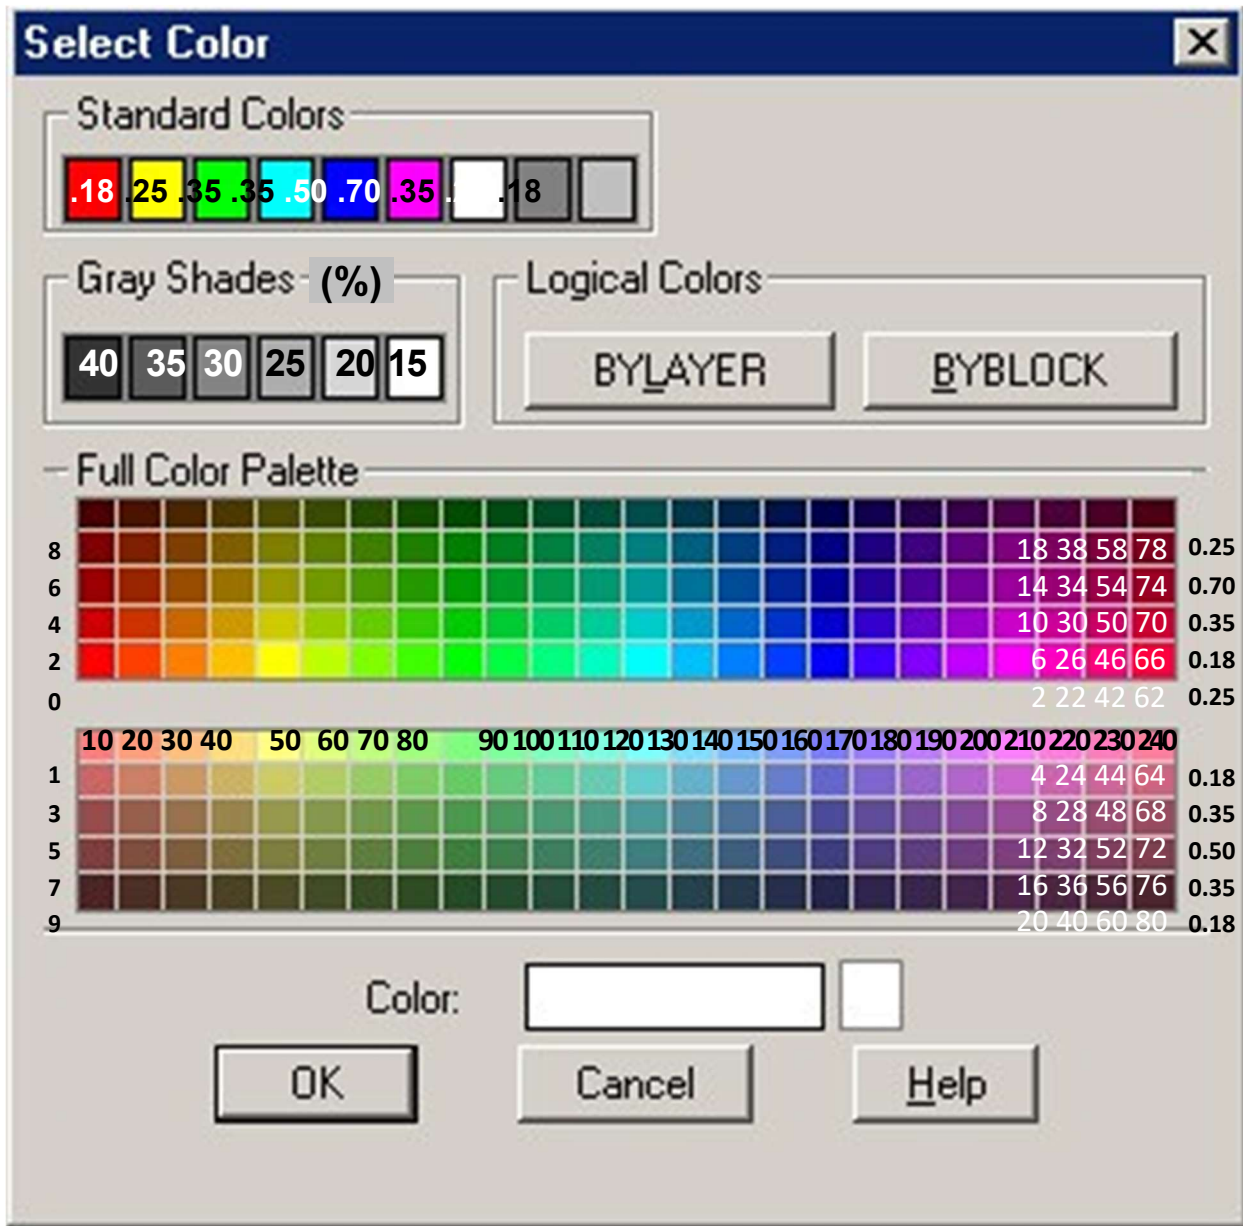 Select Color
Standard Colors
.18 .25 .35 .35 .50 .70 .35 .18
Gray Shades (%)
40 35 30 25 20 15
Logical Colors
BYLAYER BYBLOCK
Full Color Palette
8 18 38 58 78 0.25
6 14 34 54 74 0.70
4 10 30 50 70 0.35
2 6 26 46 66 0.18
0 2 22 42 62 0.25
10 20 30 40 50 60 70 80 90 100 110 120 130 140 150 160 170 180 190 200 210 220 230 240
1 4 24 44 64 0.18
3 8 28 48 68 0.35
5 12 32 52 72 0.50
7 16 36 56 76 0.35
9 20 40 60 80 0.18
Color:
OK Cancel Help